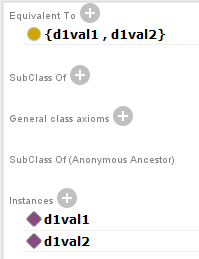 Equivalent To
{d1val1 , d1val2}
SubClass Of
General class axioms
SubClass Of (Anonymous Ancestor)
Instances
d1val1
d1val2